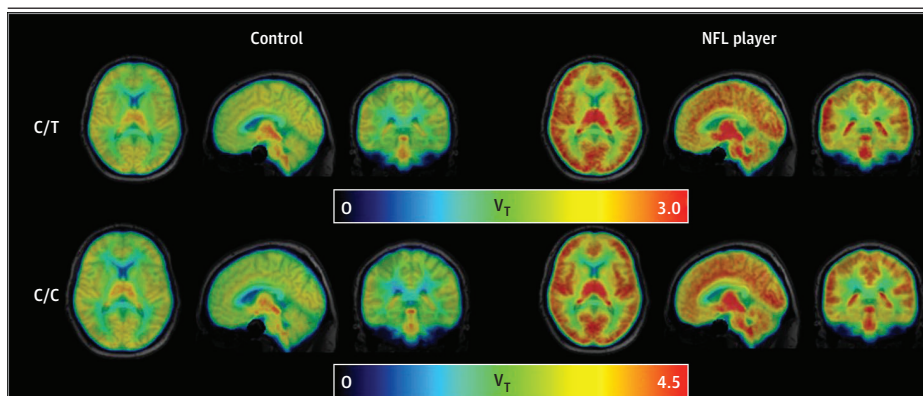 Control NFL player
C/T
0 V_T 3.0
C/C
0 V_T 4.5